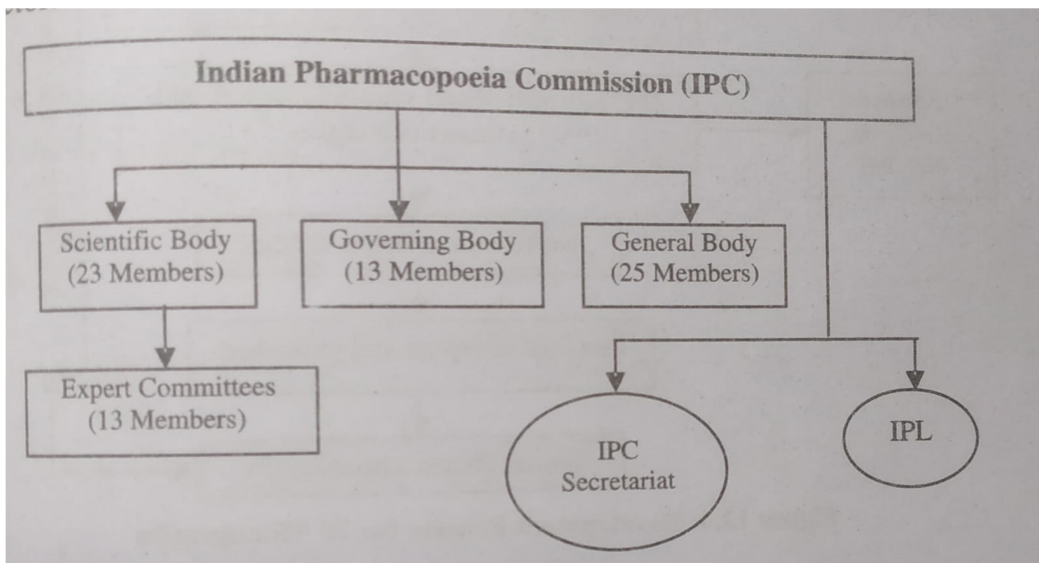 Indian Pharmacopoeia Commission (IPC)
Scientific Body
(23 Members)
Governing Body
(13 Members)
General Body
(25 Members)
Expert Committees
(13 Members)
IPC
Secretariat
IPL